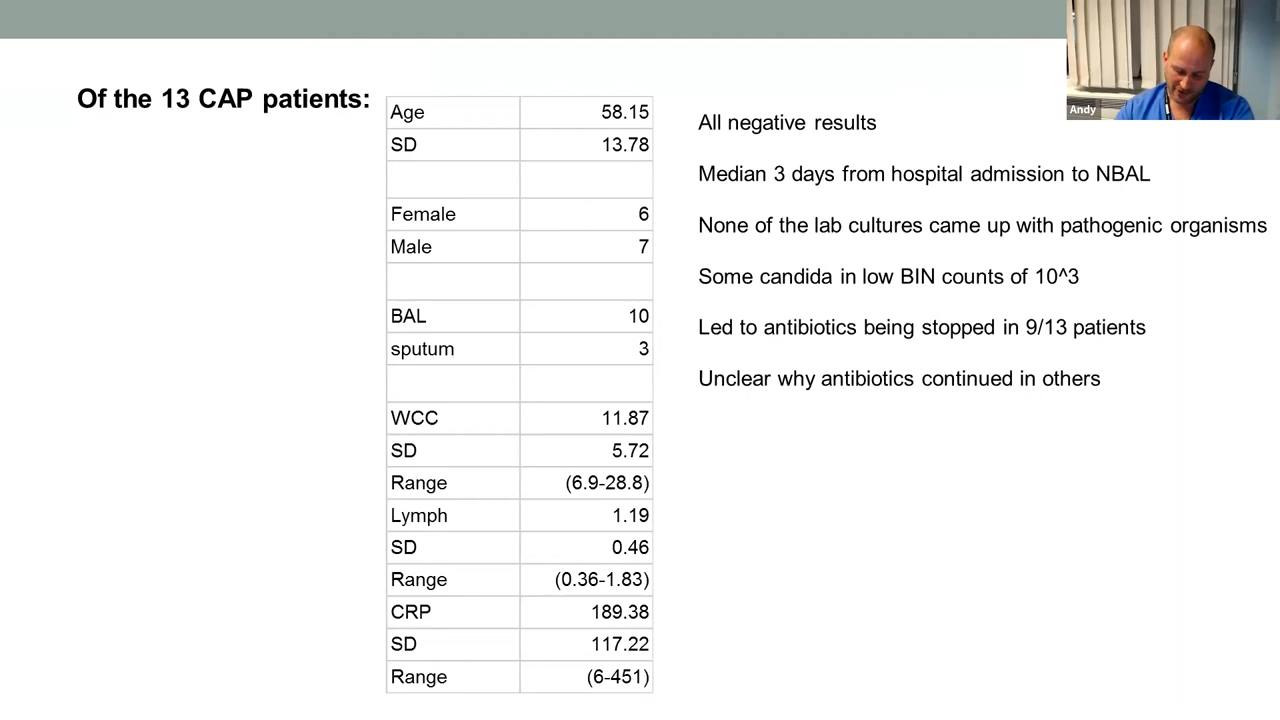 Andy
Of the 13 CAP patients:
Age 58.15
SD 13.78
Female 6
Male 7
BAL 10
sputum 3
WCC 11.87
SD 5.72
Range (6.9-28.8)
Lymph 1.19
SD 0.46
Range (0.36-1.83)
CRP 189.38
SD 117.22
Range (6-451)
All negative results
Median 3 days from hospital admission to NBAL
None of the lab cultures came up with pathogenic organisms
Some candida in low BIN counts of 10^3
Led to antibiotics being stopped in 9/13 patients
Unclear why antibiotics continued in others